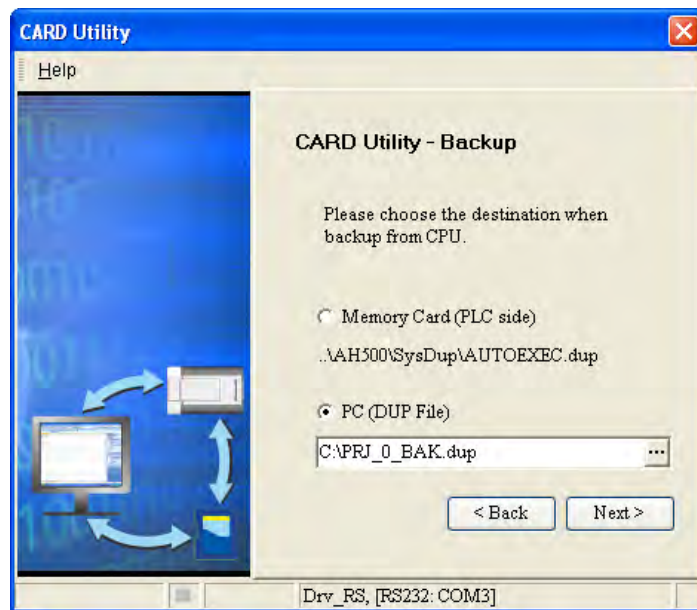 CARD Utility
Help
CARD Utility - Backup
Please choose the destination when
backup from CPU.
Memory Card (PLC side)
..\AH500\SysDup\AUTOEXEC.dup
PC (DUP File)
C:\PRJ_0_BAK.dup
...
< Back Next >
Drv_RS, [RS232: COM3]